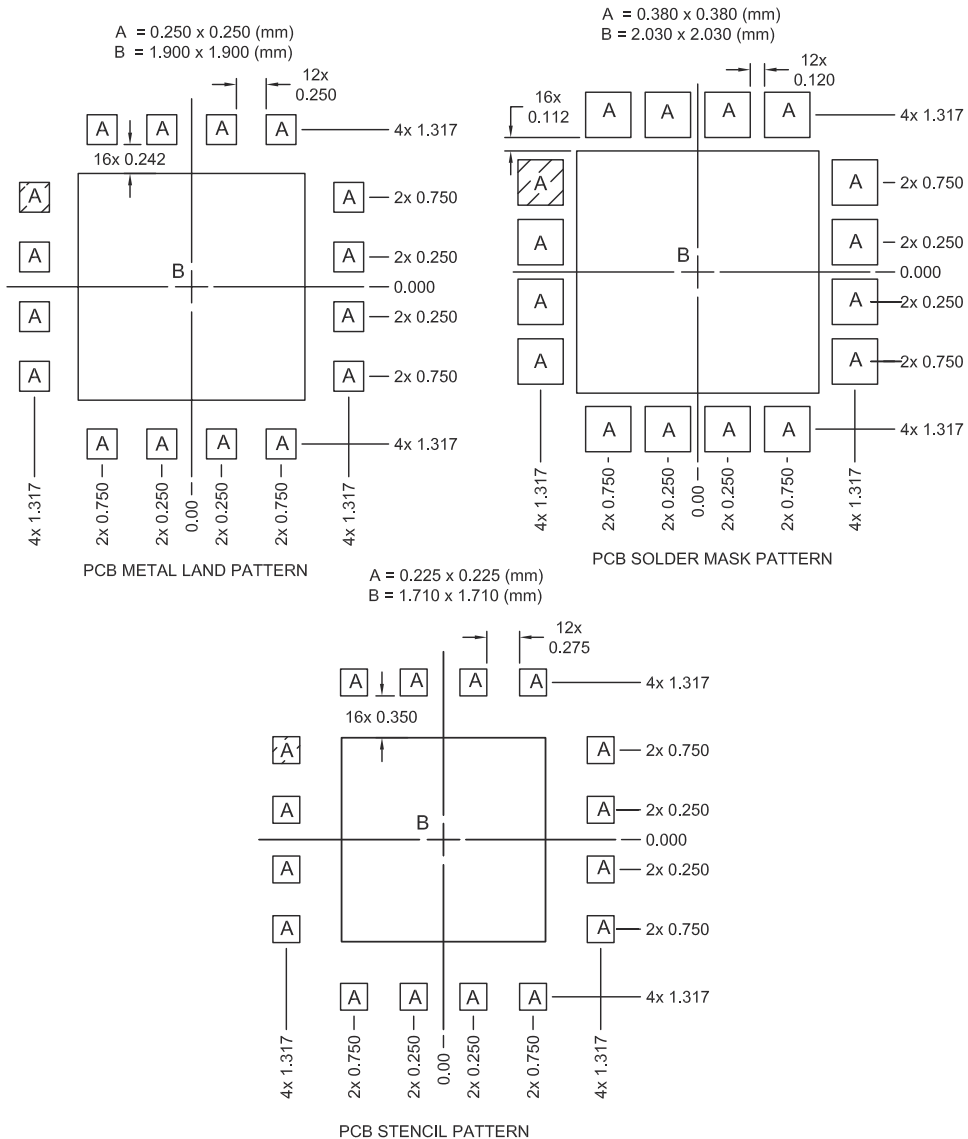 A = 0.250 x 0.250 (mm)
B = 1.900 x 1.900 (mm)
12x
0.250
A A A A
4x 1.317
16x 0.242
A
A
2x 0.750
A
A
2x 0.250
B
0.000
A
A
2x 0.250
A
A
2x 0.750
A A A A
4x 1.317
4x 1.317
2x 0.750
2x 0.250
0.00
2x 0.250
2x 0.750
4x 1.317
PCB METAL LAND PATTERN
A = 0.380 x 0.380 (mm)
B = 2.030 x 2.030 (mm)
12x
0.120
16x
0.112
A A A A
4x 1.317
A
A
2x 0.750
A
A
2x 0.250
B
0.000
A
A
2x 0.250
A
A
2x 0.750
A A A A
4x 1.317
4x 1.317
2x 0.750
2x 0.250
0.00
2x 0.250
2x 0.750
4x 1.317
PCB SOLDER MASK PATTERN
A = 0.225 x 0.225 (mm)
B = 1.710 x 1.710 (mm)
12x
0.275
A A A A
4x 1.317
16x 0.350
A
A
2x 0.750
A
A
2x 0.250
B
0.000
A
A
2x 0.250
A
A
2x 0.750
A A A A
4x 1.317
4x 1.317
2x 0.750
2x 0.250
0.00
2x 0.250
2x 0.750
4x 1.317
PCB STENCIL PATTERN